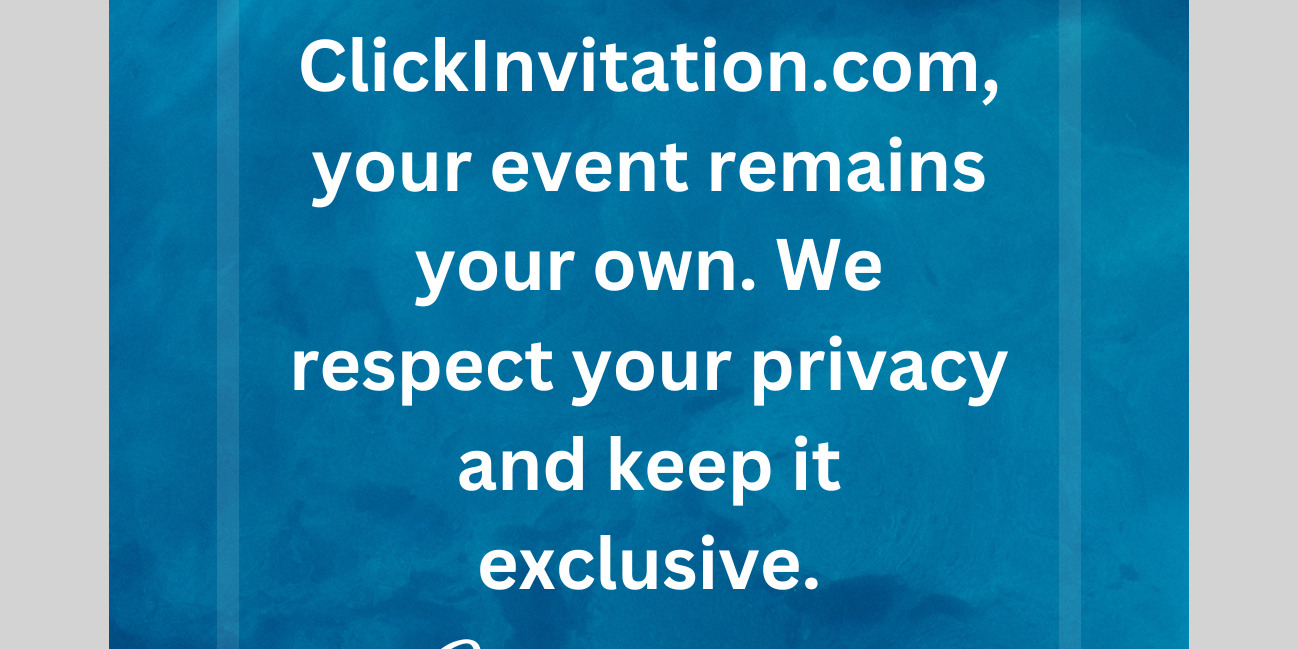 ClickInvitation.com,
your event remains
your own. We
respect your privacy
and keep it
exclusive.